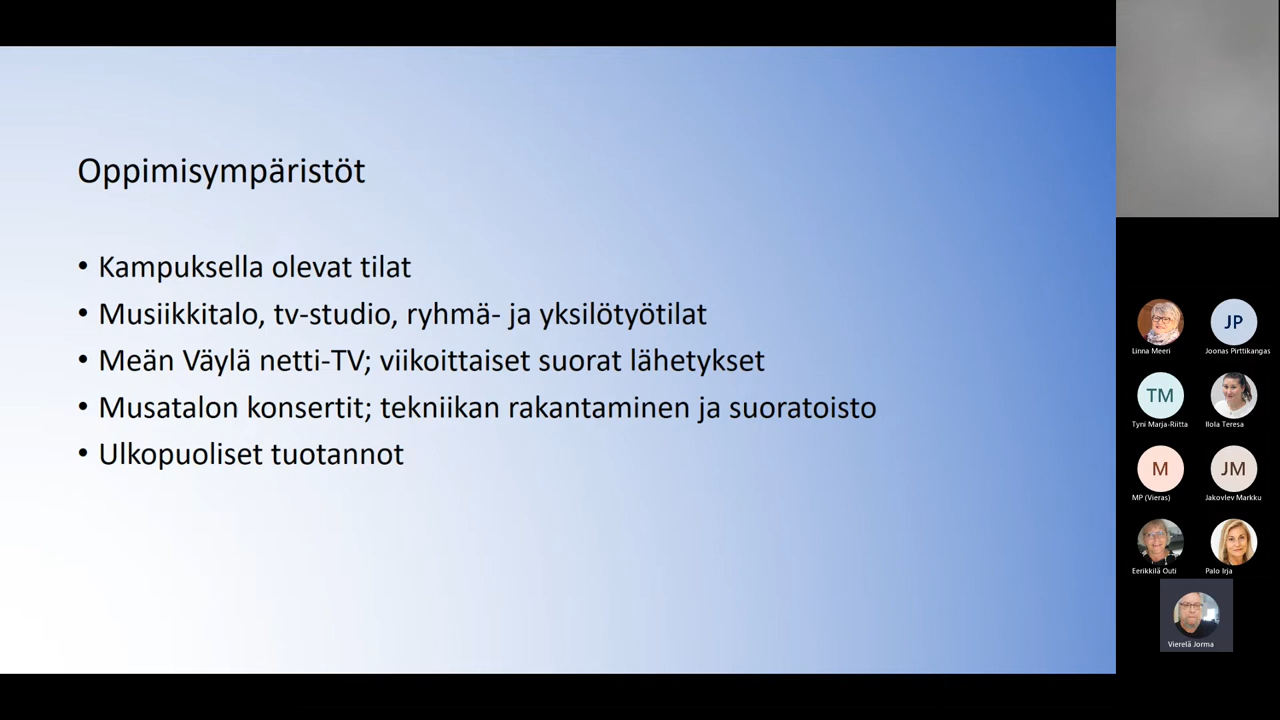 Oppimisympäristöt
• Kampuksella olevat tilat
• Musiikkitalo, tv-studio, ryhmä- ja yksilötyötilat
• Meän Väylä netti-TV; viikoittaiset suorat lähetykset
• Musatalon konsertit; tekniikan rakantaminen ja suoratoisto
• Ulkopuoliset tuotannot
JP
Linna Meeri
Joonas Pirttikangas
TM
Tyni Marja-Riitta
Ilola Teresa
M
JM
MP (Vieras)
Jakovlev Markku
Eerikkilä Outi
Palo Irja
Vierelä Jorma